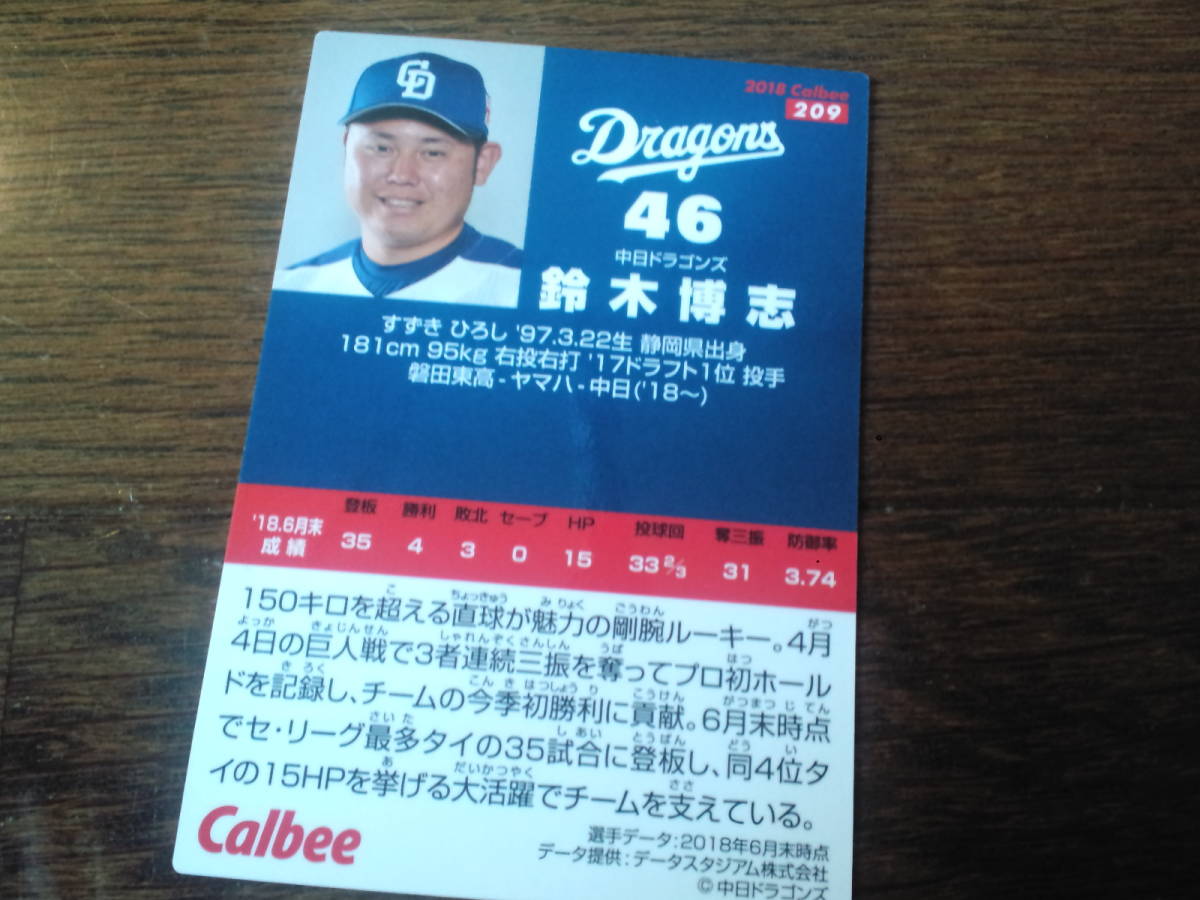 CD
2018 Calbee
209
Dragons
46
中日ドラゴンズ
鈴木博志
すずき ひろし '97.3.22生 静岡県出身
181cm 95kg 右投右打 '17ドラフト1位 投手
磐田東高-ヤマハ-中日('18〜)
'18.6月末成績 登板 勝利 敗北 セーブ HP 投球回 奪三振 防御率
35 4 3 0 15 33 2/3 31 3.74
150キロを超える直球が魅力の剛腕ルーキー。4月
4日の巨人戦で3者連続三振を奪ってプロ初ホール
ドを記録し、チームの今季初勝利に貢献。6月末時点
でセ・リーグ最多タイの35試合に登板し、同4位タ
イの15HPを挙げる大活躍でチームを支えている。
Calbee
選手データ:2018年6月末時点
データ提供:データスタジアム株式会社
©中日ドラゴンズ